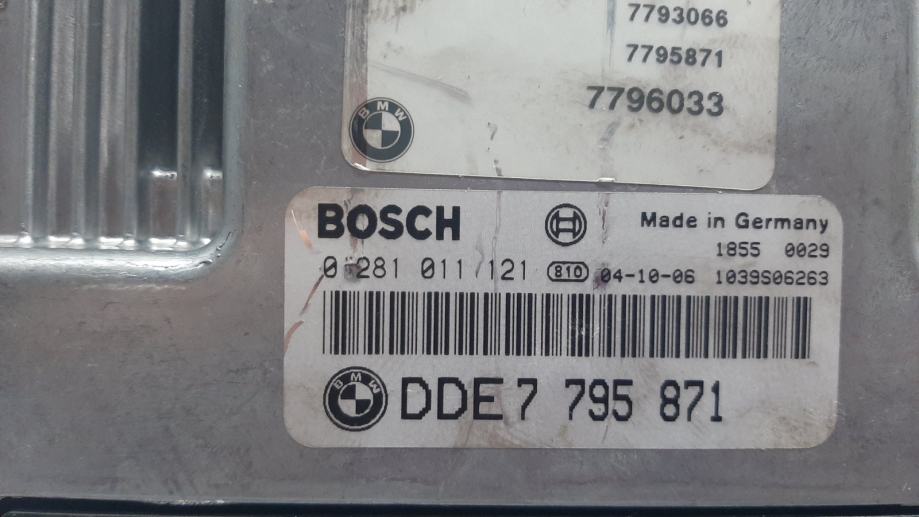 7793066
7795871
7796033
BMW
BOSCH Made in Germany
1855 0029
0 281 011 121 810 04-10-06 1039S06263
BMW DDE 7 795 871